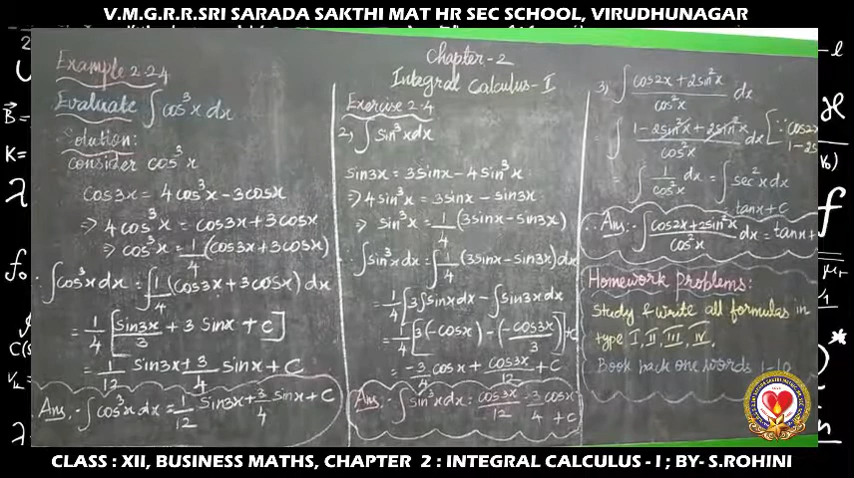 V.M.G.R.R.SRI SARADA SAKTHI MAT HR SEC SCHOOL, VIRUDHUNAGAR
Chapter-2
Integral Calculus-I
Example 2.24
Evaluate ∫cos³x dx
Solution:
Consider cos³x
cos3x = 4cos³x - 3cosx
⇒ 4cos³x = cos3x + 3cosx
⇒ cos³x = 1/4 (cos3x + 3cosx)
∴ ∫cos³x dx = ∫1/4 (cos3x + 3cosx) dx
= 1/4 [sin3x/3 + 3 sinx + c]
= 1/12 sin3x + 3/4 sinx + c
Ans:- ∫cos³x dx = 1/12 sin3x + 3/4 sinx + c
Exercise 2.4
2, ∫sin³x dx
sin3x = 3sinx - 4sin³x
⇒ 4sin³x = 3sinx - sin3x
⇒ sin³x = 1/4 (3sinx - sin3x)
∴ ∫sin³x dx = ∫1/4 (3sinx - sin3x) dx
= 1/4 [3∫sinx dx - ∫sin3x dx
= 1/4 [3(-cosx) - (-cos3x/3)] + c
= -3/4 cosx + cos3x/12 + c
Ans:- ∫sin³x dx = cos3x/12 - 3/4 cosx + c
3, ∫ cos2x + 2sin²x / cos²x dx
= ∫ 1 - 2sin²x + 2sin²x / cos²x dx [∵ cos2x
1-2s
∫ 1/cos²x dx = ∫sec²x dx
tanx + c
∴ Ans:- ∫ cos2x + 2sin²x / cos²x dx = tanx+
Homework Problems:
Study & write all formulas in
type I, II, III, IV.
Book back one words 1-10
CLASS : XII, BUSINESS MATHS, CHAPTER 2 : INTEGRAL CALCULUS - I ; BY- S.ROHINI